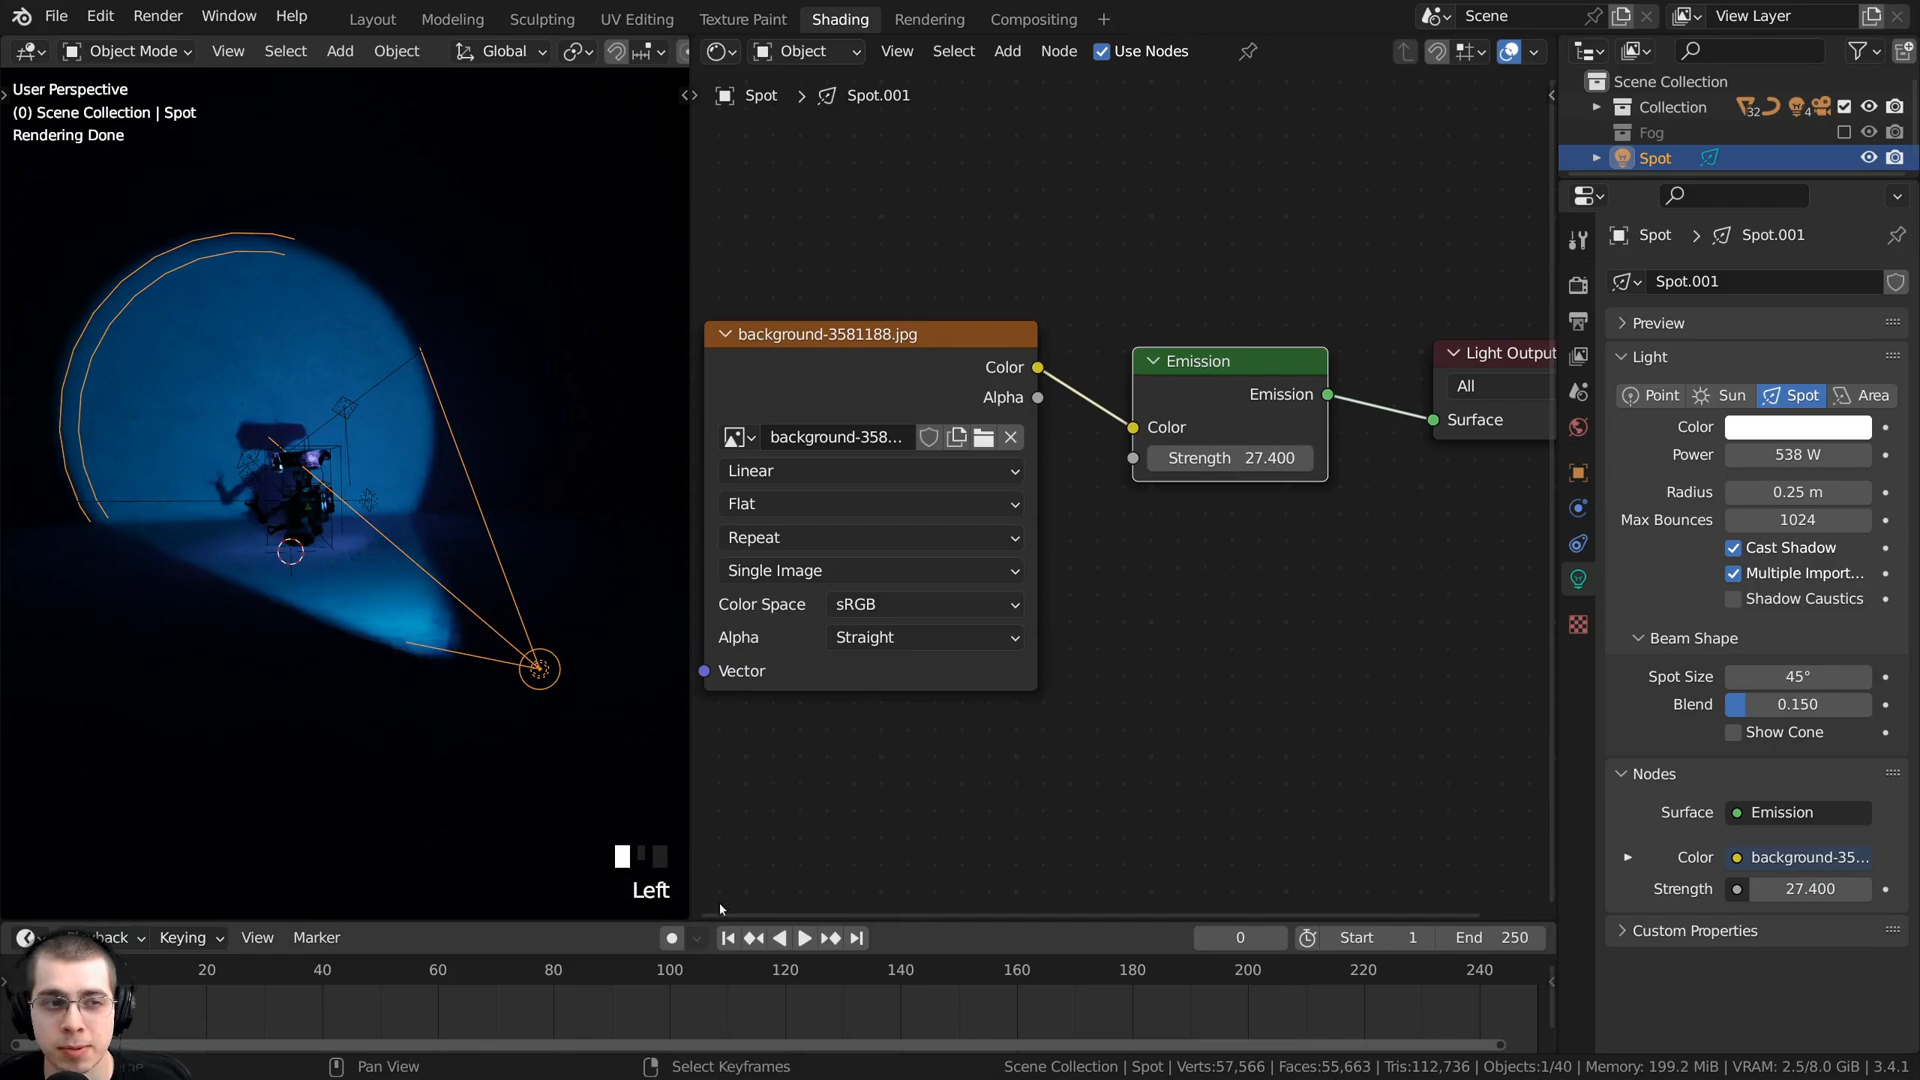 File Edit Render Window Help Layout Modeling Sculpting UV Editing Texture Paint Shading Rendering Compositing + Scene View Layer
Object Mode View Select Add Object Global Object View Select Add Node Use Nodes
User Perspective
(0) Scene Collection | Spot
Rendering Done
Spot > Spot.001
background-3581188.jpg
Color
Alpha
background-358...
Linear
Flat
Repeat
Single Image
Color Space sRGB
Alpha Straight
Vector
Emission
Emission
Color
Strength 27.400
Light Output
All
Surface
Left
Scene Collection
Collection 32 4
Fog
Spot
Spot > Spot.001
Spot.001
Preview
Light
Point Sun Spot Area
Color
Power 538 W
Radius 0.25 m
Max Bounces 1024
Cast Shadow
Multiple Import...
Shadow Caustics
Beam Shape
Spot Size 45°
Blend 0.150
Show Cone
Nodes
Surface Emission
Color background-35...
Strength 27.400
Custom Properties
Keying View Marker 0 Start 1 End 250
20 40 60 80 100 120 140 160 180 200 220 240
Pan View Select Keyframes Scene Collection | Spot | Verts:57,566 | Faces:55,663 | Tris:112,736 | Objects:1/40 | Memory: 199.2 MiB | VRAM: 2.5/8.0 GiB | 3.4.1